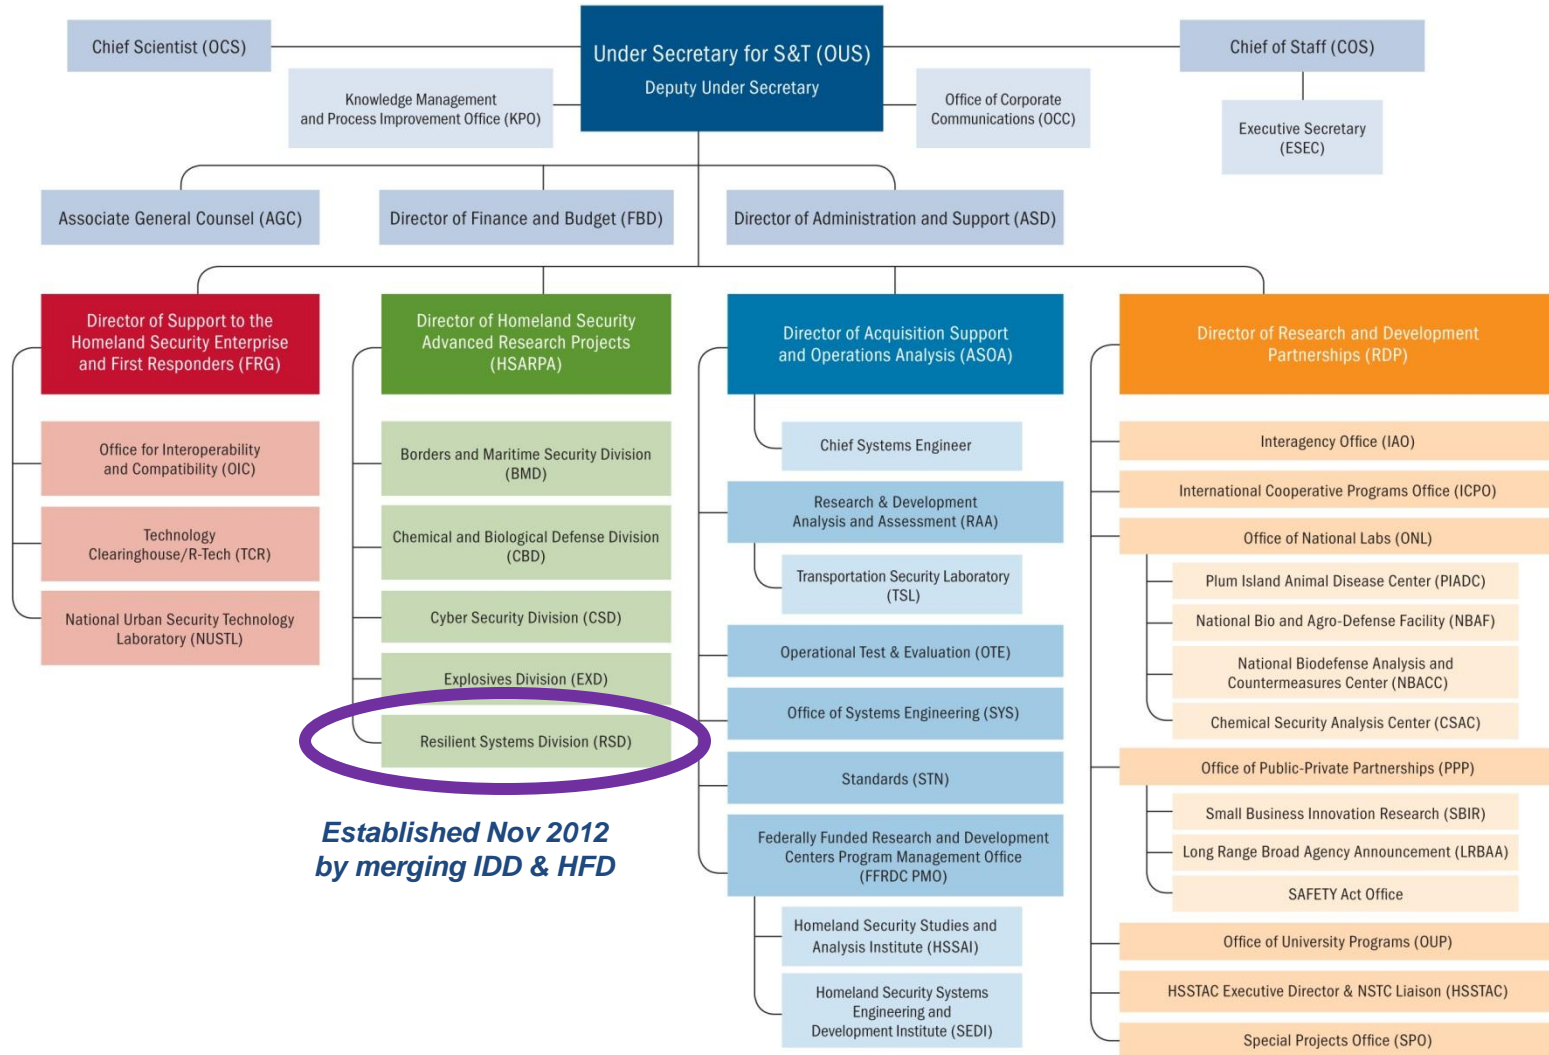 Chief Scientist (OCS)
Under Secretary for S&T (OUS)
Deputy Under Secretary
Chief of Staff (COS)
Knowledge Management
and Process Improvement Office (KPO)
Office of Corporate
Communications (OCC)
Executive Secretary
(ESEC)
Associate General Counsel (AGC)
Director of Finance and Budget (FBD)
Director of Administration and Support (ASD)
Director of Support to the
Homeland Security Enterprise
and First Responders (FRG)
Office for Interoperability
and Compatibility (OIC)
Technology
Clearinghouse/R-Tech (TCR)
National Urban Security Technology
Laboratory (NUSTL)
Director of Homeland Security
Advanced Research Projects
(HSARPA)
Borders and Maritime Security Division
(BMD)
Chemical and Biological Defense Division
(CBD)
Cyber Security Division (CSD)
Explosives Division (EXD)
Resilient Systems Division (RSD)
Established Nov 2012
by merging IDD & HFD
Director of Acquisition Support
and Operations Analysis (ASOA)
Chief Systems Engineer
Research & Development
Analysis and Assessment (RAA)
Transportation Security Laboratory
(TSL)
Operational Test & Evaluation (OTE)
Office of Systems Engineering (SYS)
Standards (STN)
Federally Funded Research and Development
Centers Program Management Office
(FFRDC PMO)
Homeland Security Studies and
Analysis Institute (HSSAI)
Homeland Security Systems
Engineering and
Development Institute (SEDI)
Director of Research and Development
Partnerships (RDP)
Interagency Office (IAO)
International Cooperative Programs Office (ICPO)
Office of National Labs (ONL)
Plum Island Animal Disease Center (PIADC)
National Bio and Agro-Defense Facility (NBAF)
National Biodefense Analysis and
Countermeasures Center (NBACC)
Chemical Security Analysis Center (CSAC)
Office of Public-Private Partnerships (PPP)
Small Business Innovation Research (SBIR)
Long Range Broad Agency Announcement (LRBAA)
SAFETY Act Office
Office of University Programs (OUP)
HSSTAC Executive Director & NSTC Liaison (HSSTAC)
Special Projects Office (SPO)